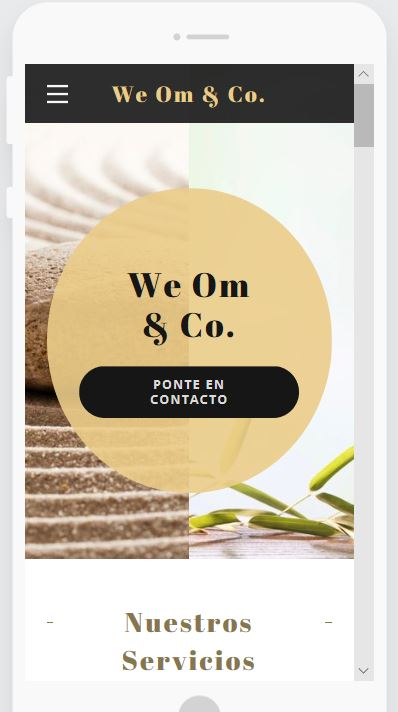 We Om & Co.
We Om
& Co.
PONTE EN
CONTACTO
Nuestros
Servicios